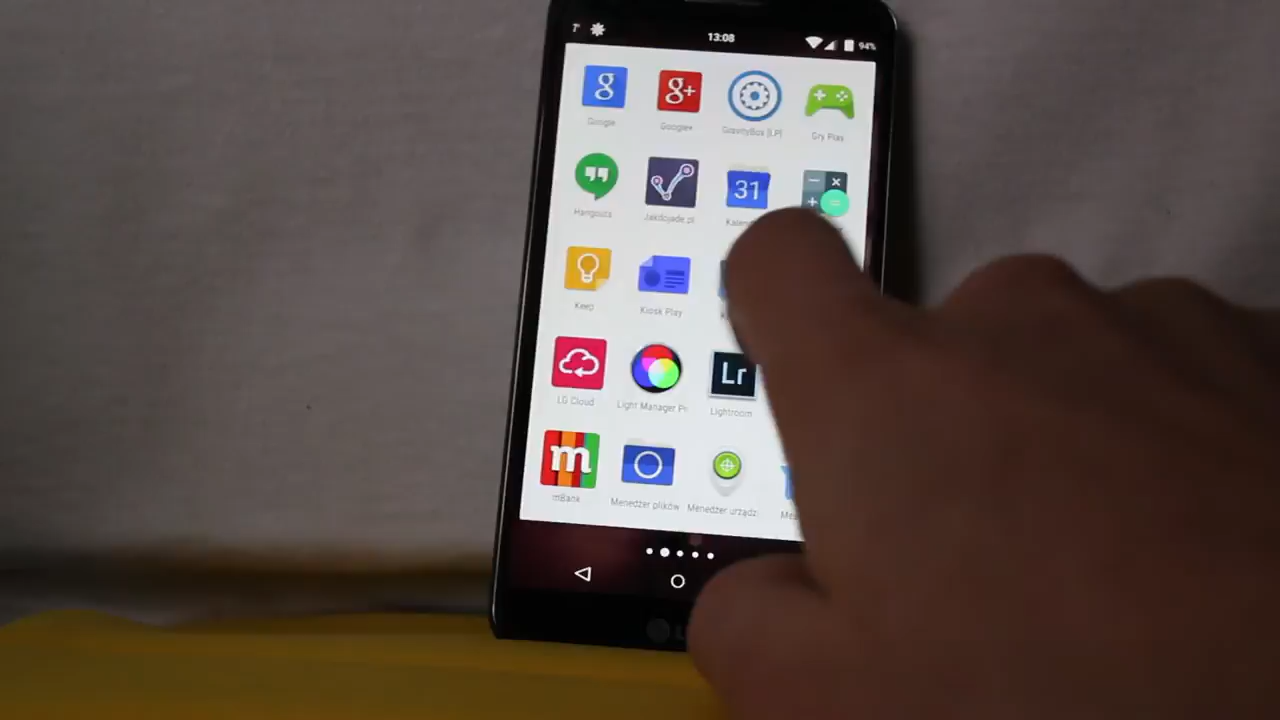 13:08
94%
g
g+
Google
Google+
GravityBox [LP]
Gry Play
31
Hangouts
Jakdojade.pl
Keep
Kiosk Play
Lr
LG Cloud
Light Manager Pr
Lightroom
m
mBank
Menedżer plików
Menedżer urządz.